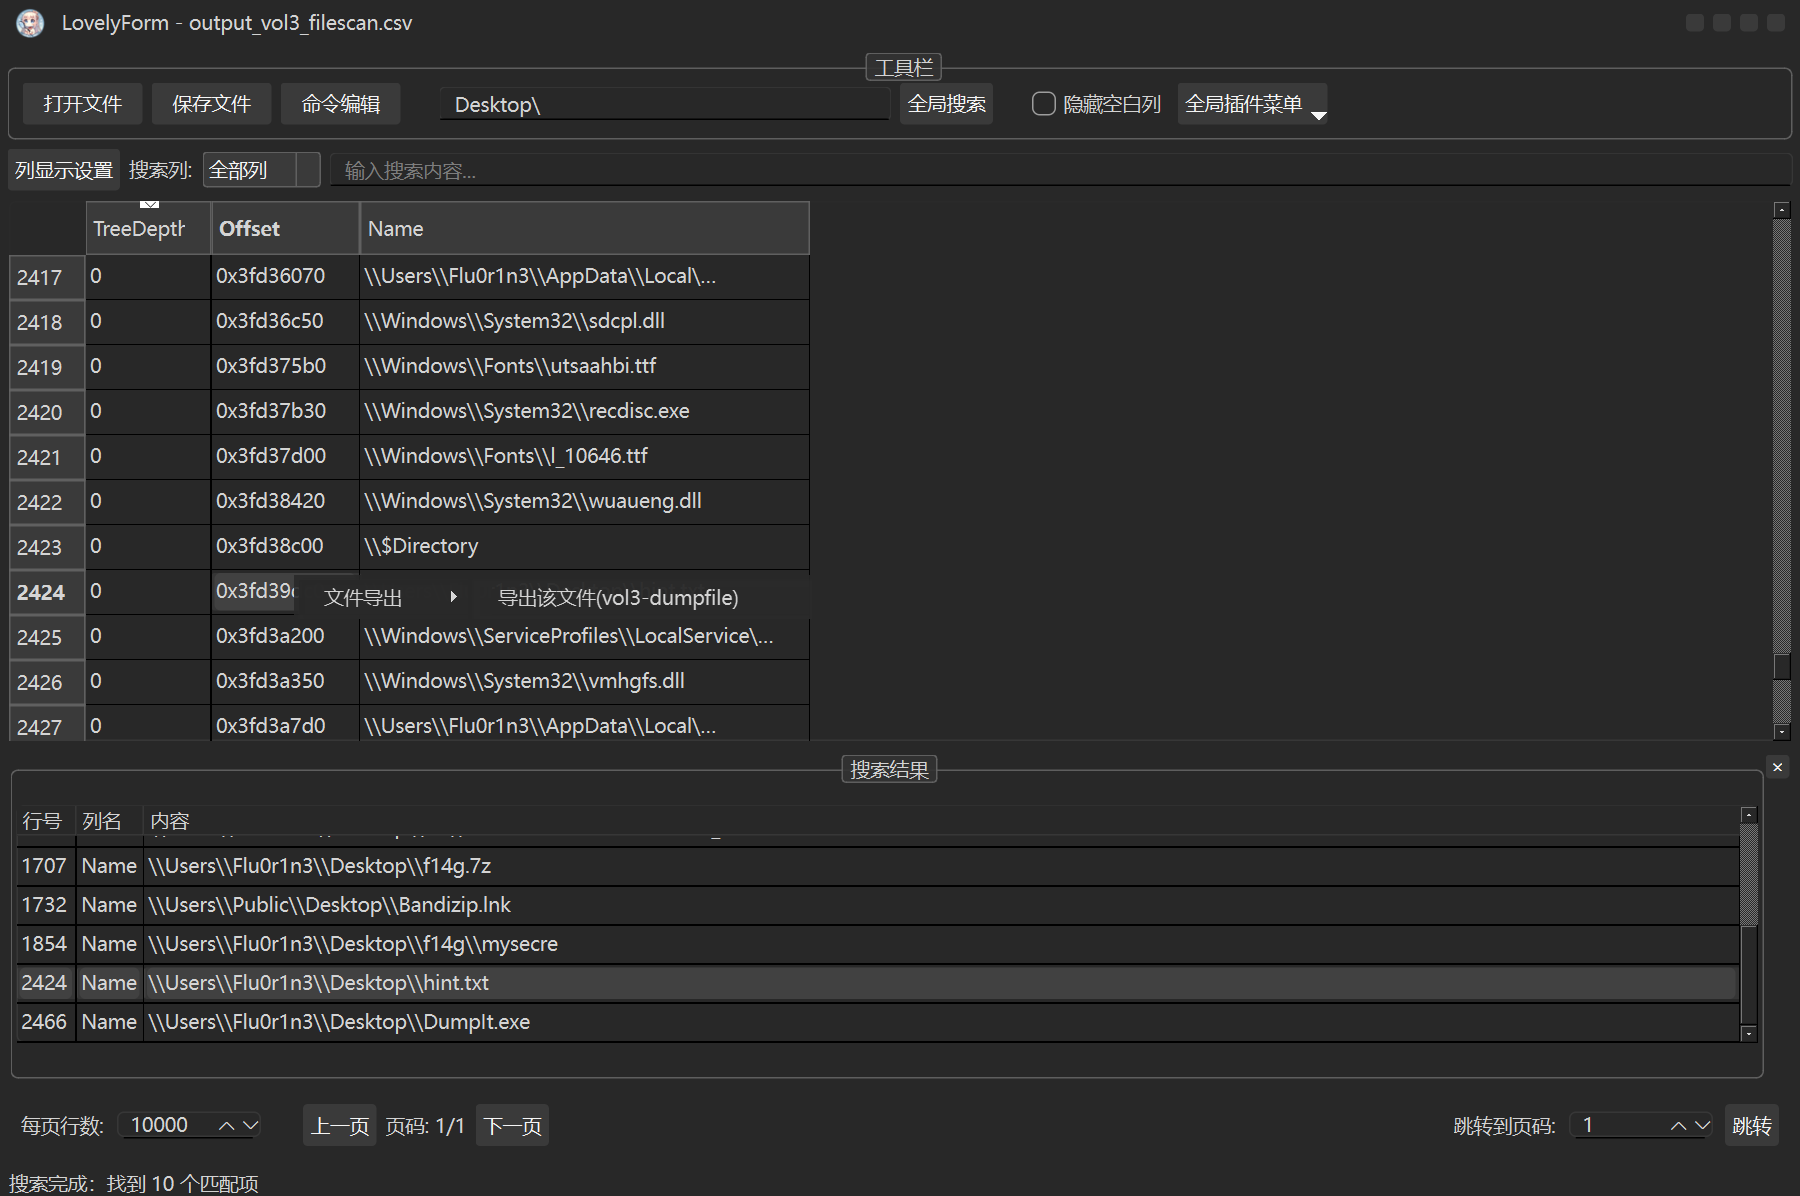 LovelyForm - output_vol3_filescan.csv
工具栏
打开文件 保存文件 命令编辑 Desktop\ 全局搜索 隐藏空白列 全局插件菜单
列显示设置 搜索列: 全部列 输入搜索内容...
TreeDepth Offset Name
2417 0 0x3fd36070 \\Users\\Flu0r1n3\\AppData\\Local\...
2418 0 0x3fd36c50 \\Windows\\System32\\sdcpl.dll
2419 0 0x3fd375b0 \\Windows\\Fonts\\utsaahbi.ttf
2420 0 0x3fd37b30 \\Windows\\System32\\recdisc.exe
2421 0 0x3fd37d00 \\Windows\\Fonts\\l_10646.ttf
2422 0 0x3fd38420 \\Windows\\System32\\wuaueng.dll
2423 0 0x3fd38c00 \\$Directory
2424 0 文件导出 导出该文件(vol3-dumpfile)
2425 0 0x3fd3a200 \\Windows\\ServiceProfiles\\LocalService\...
2426 0 0x3fd3a350 \\Windows\\System32\\vmhgfs.dll
2427 0 0x3fd3a7d0 \\Users\\Flu0r1n3\\AppData\\Local\...
搜索结果
行号 列名 内容
1707 Name \\Users\\Flu0r1n3\\Desktop\\f14g.7z
1732 Name \\Users\\Public\\Desktop\\Bandizip.lnk
1854 Name \\Users\\Flu0r1n3\\Desktop\\f14g\\mysecre
2424 Name \\Users\\Flu0r1n3\\Desktop\\hint.txt
2466 Name \\Users\\Flu0r1n3\\Desktop\\DumpIt.exe
每页行数: 10000 上一页 页码: 1/1 下一页 跳转到页码: 1 跳转
搜索完成：找到 10 个匹配项